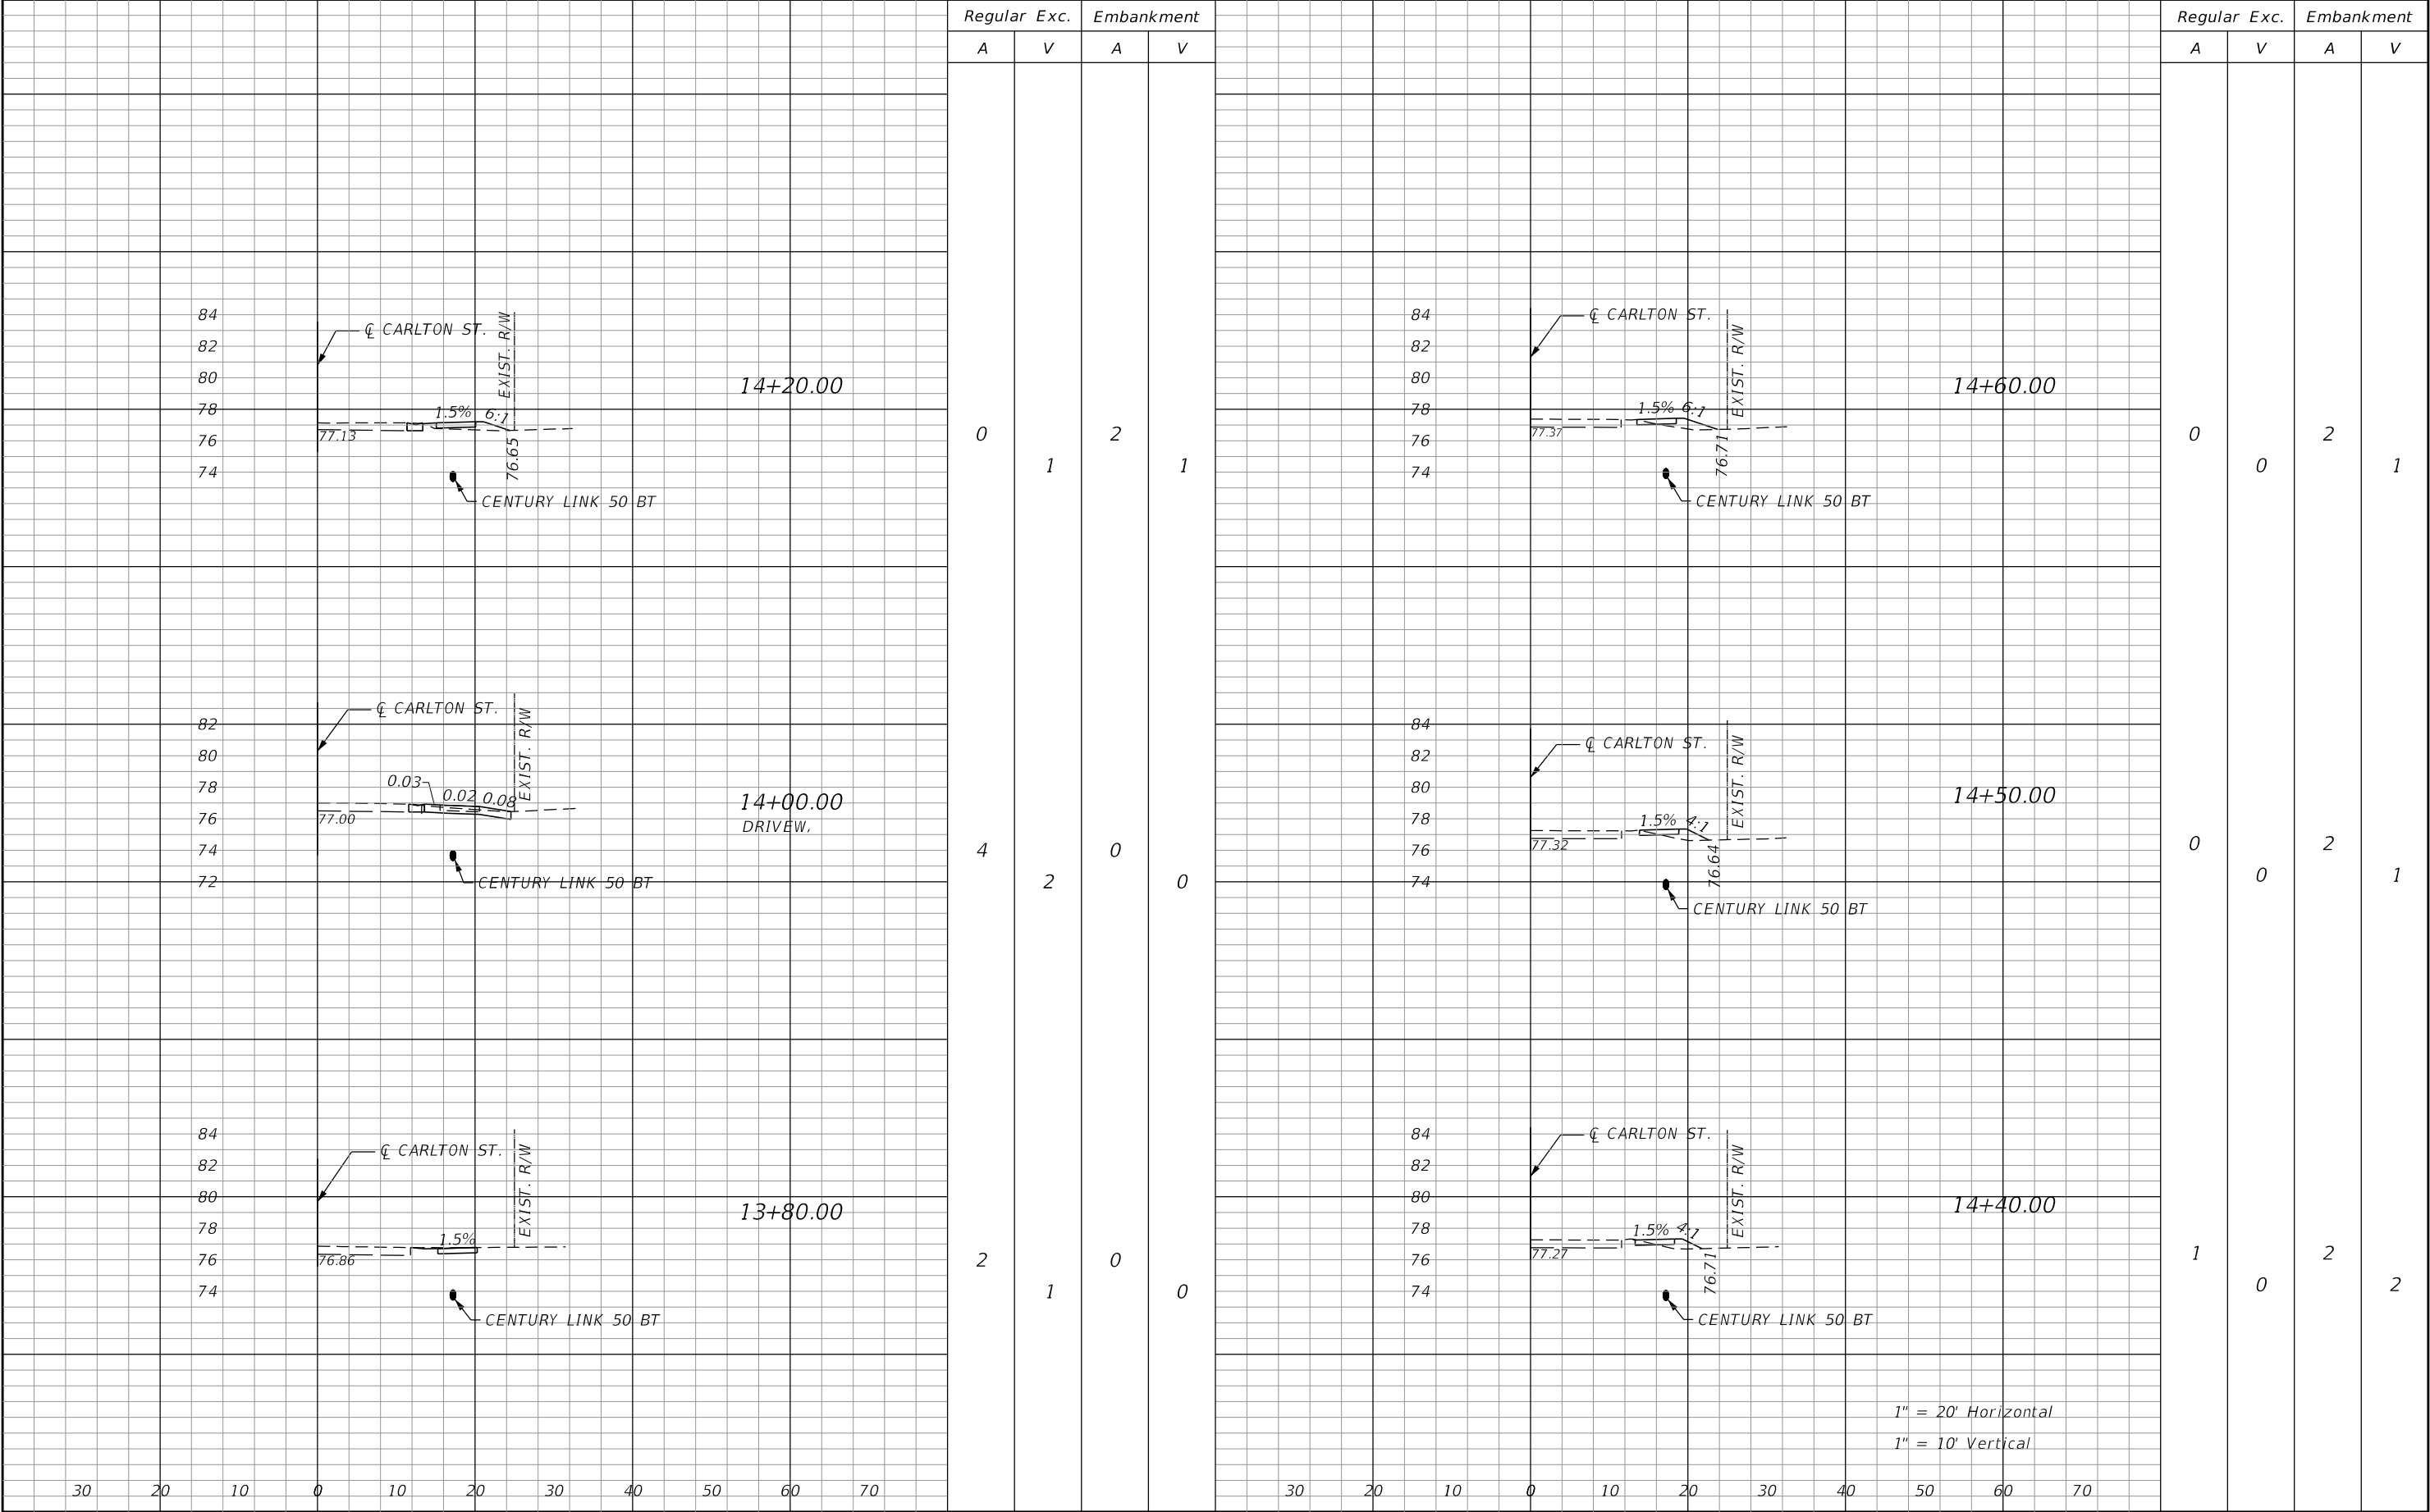 Regular Exc. Embankment
A V A V
84
82
80
78
76
74
℄ CARLTON ST.
EXIST. R/W
14+20.00
1.5% 6:1
77.13
76.65
CENTURY LINK 50 BT
0 2
1 1
82
80
78
76
74
72
℄ CARLTON ST.
EXIST. R/W
0.03 0.02 0.08
14+00.00
DRIVEW.
77.00
CENTURY LINK 50 BT
4 0
2 0
84
82
80
78
76
74
℄ CARLTON ST.
EXIST. R/W
13+80.00
1.5%
76.86
CENTURY LINK 50 BT
2 0
1 0
30 20 10 0 10 20 30 40 50 60 70
Regular Exc. Embankment
A V A V
84
82
80
78
76
74
℄ CARLTON ST.
EXIST. R/W
14+60.00
1.5% 6:1
77.37
76.71
CENTURY LINK 50 BT
0 2
0 1
84
82
80
78
76
74
℄ CARLTON ST.
EXIST. R/W
14+50.00
1.5% 4:1
77.32
76.64
CENTURY LINK 50 BT
0 2
0 1
84
82
80
78
76
74
℄ CARLTON ST.
EXIST. R/W
14+40.00
1.5% 4:1
77.27
76.71
CENTURY LINK 50 BT
1 2
0 2
1" = 20' Horizontal
1" = 10' Vertical
30 20 10 0 10 20 30 40 50 60 70